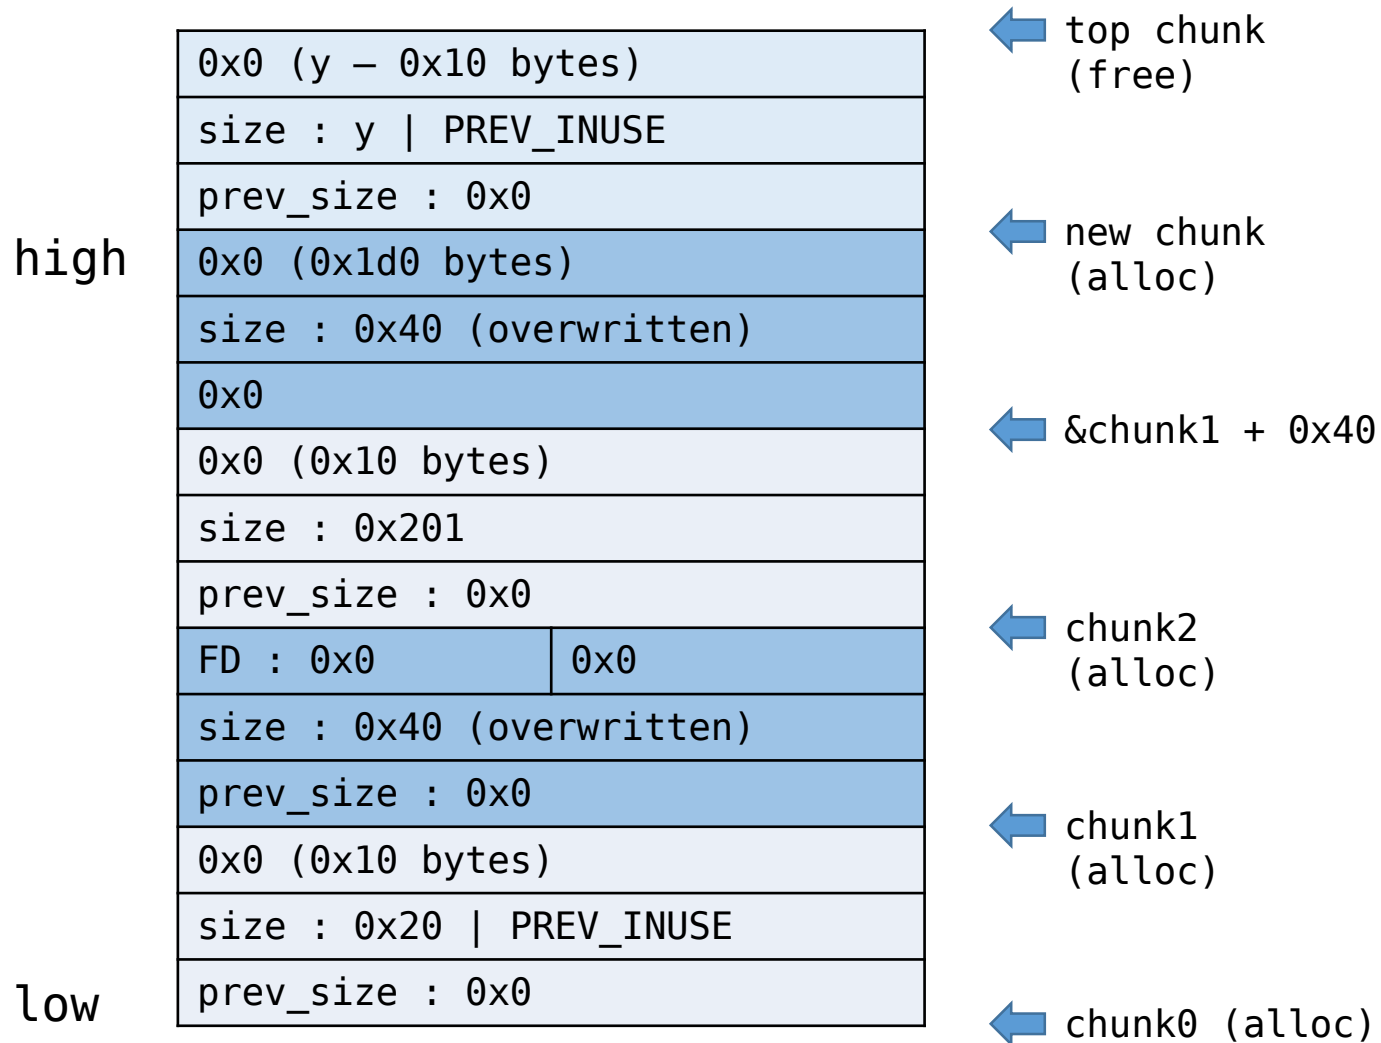 top chunk
(free)
0x0 (y – 0x10 bytes)
size : y | PREV_INUSE
prev_size : 0x0
new chunk
(alloc)
high
0x0 (0x1d0 bytes)
size : 0x40 (overwritten)
0x0
&chunk1 + 0x40
0x0 (0x10 bytes)
size : 0x201
prev_size : 0x0
chunk2
(alloc)
FD : 0x0
0x0
size : 0x40 (overwritten)
prev_size : 0x0
chunk1
(alloc)
0x0 (0x10 bytes)
size : 0x20 | PREV_INUSE
low
prev_size : 0x0
chunk0 (alloc)